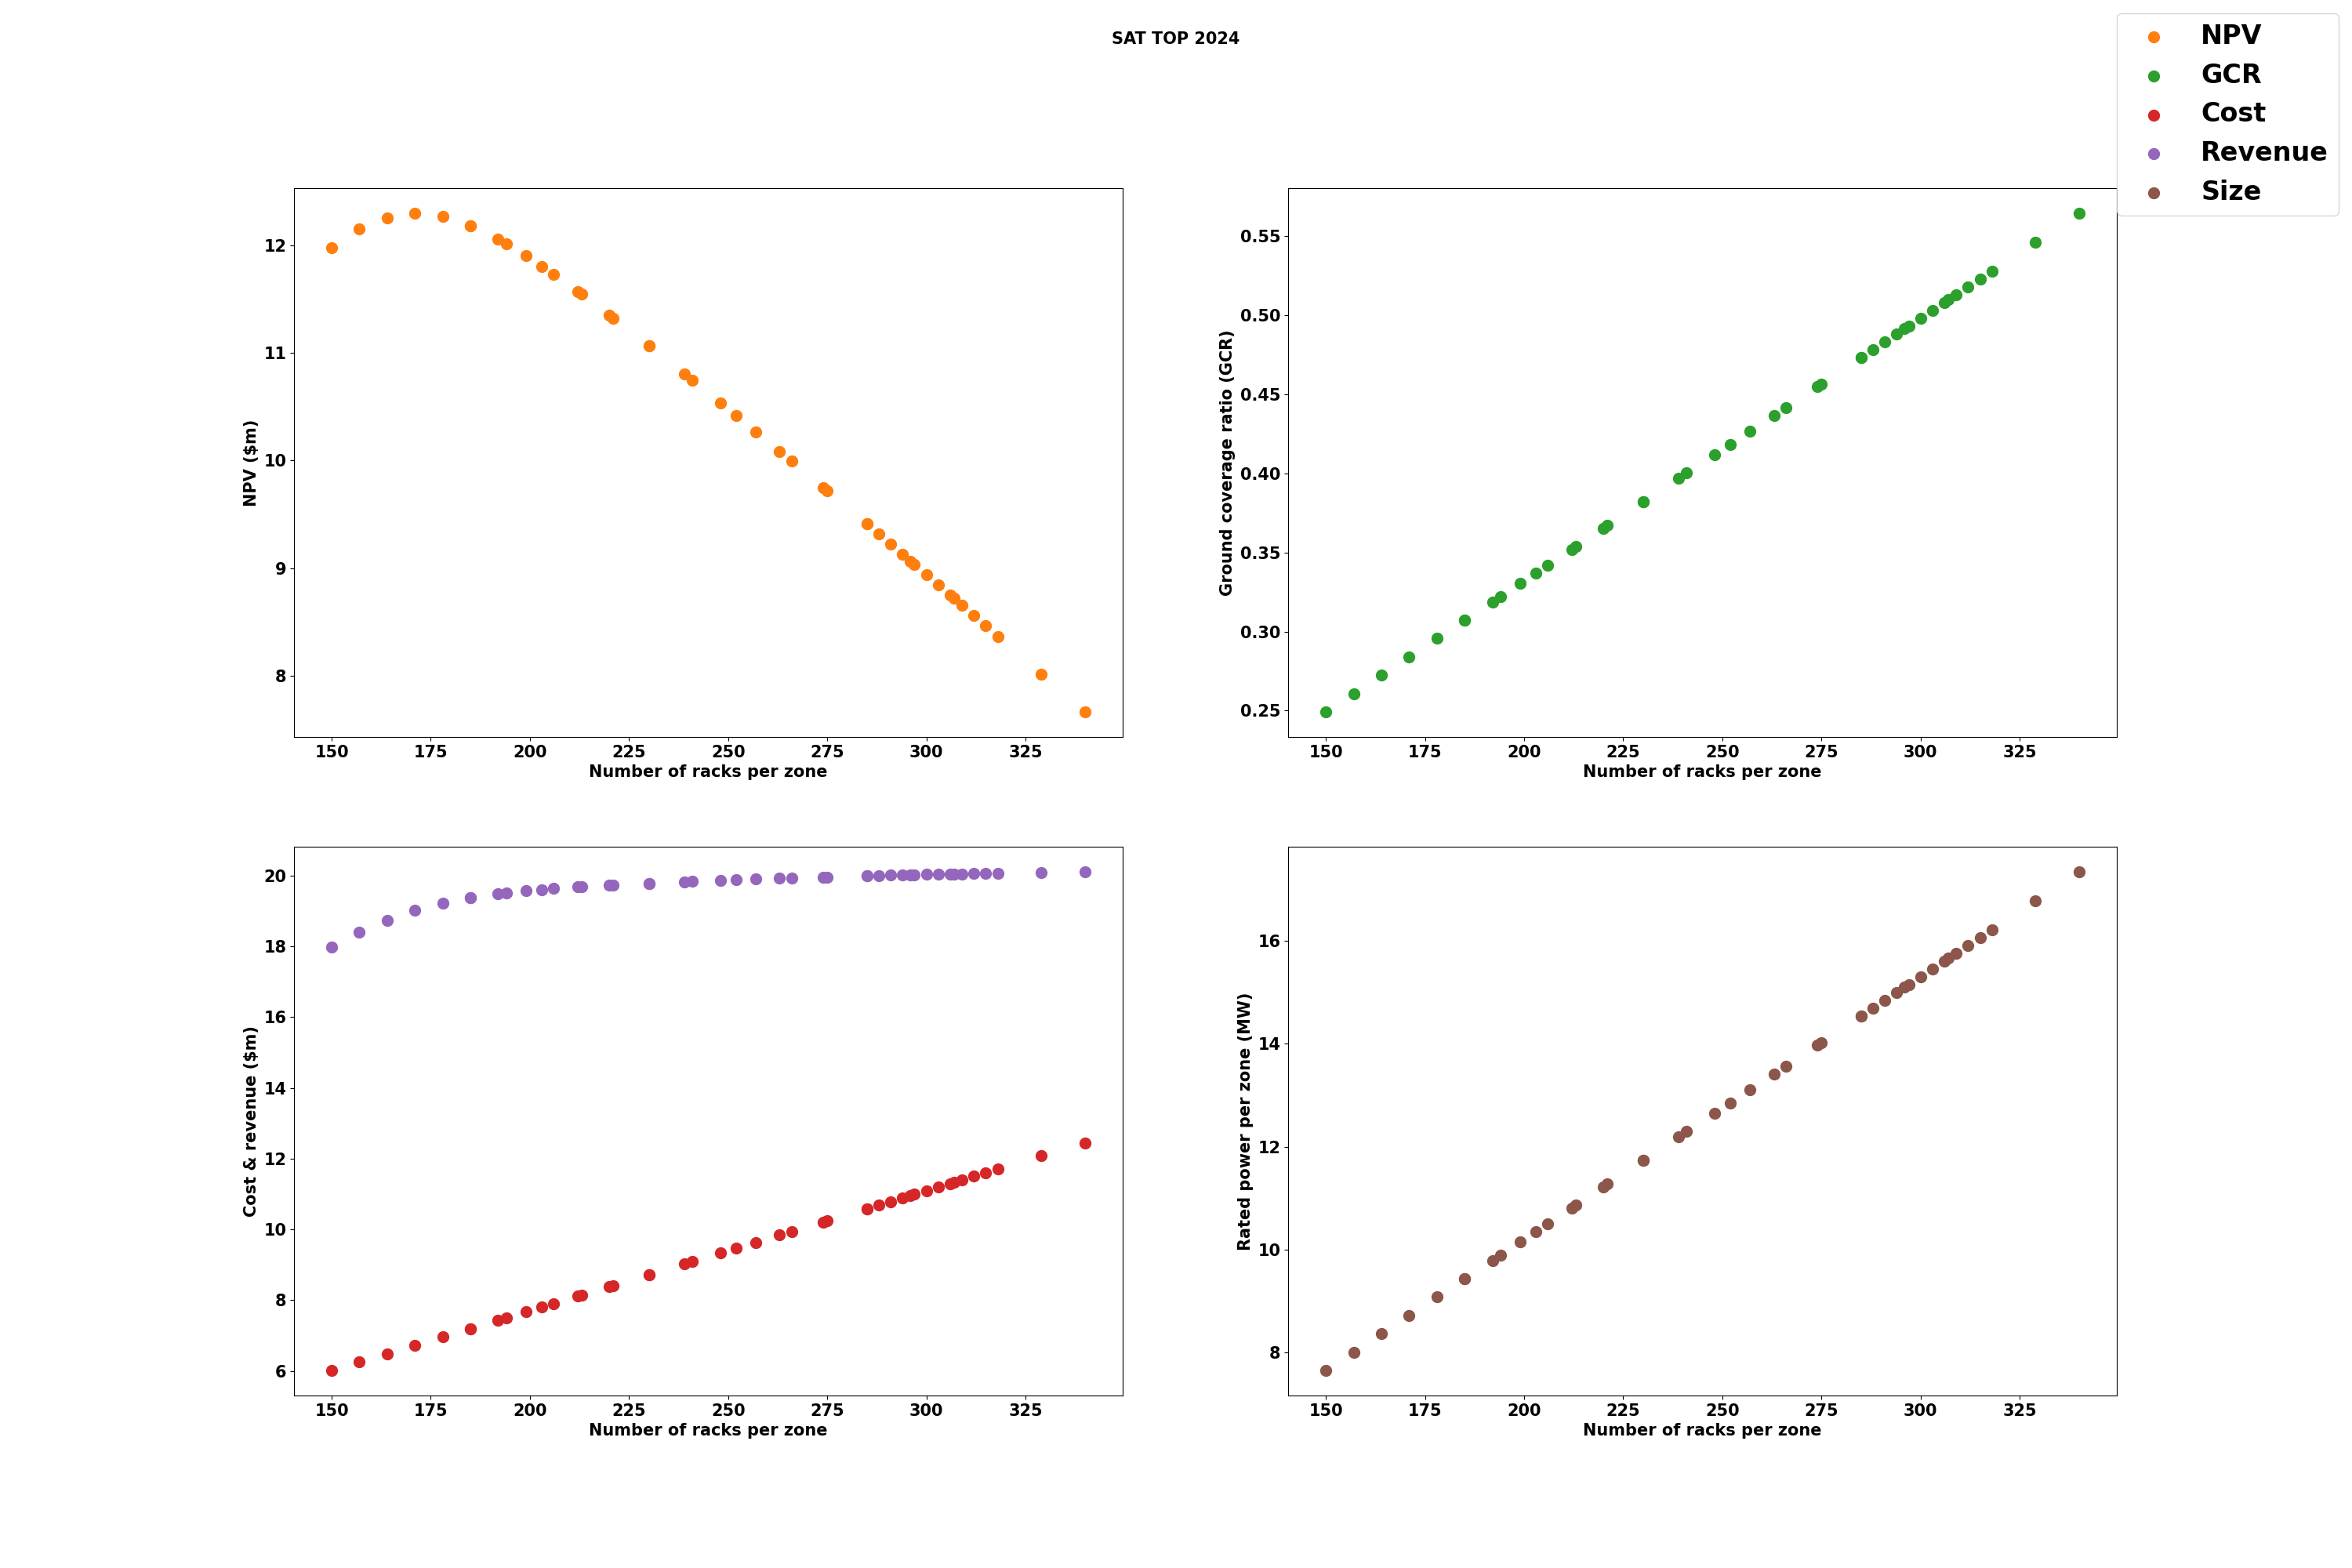 SAT TOP 2024
NPV
GCR
Cost
Revenue
Size
NPV ($m)
12
11
10
9
8
150 175 200 225 250 275 300 325
Number of racks per zone
Ground coverage ratio (GCR)
0.55
0.50
0.45
0.40
0.35
0.30
0.25
150 175 200 225 250 275 300 325
Number of racks per zone
Cost & revenue ($m)
20
18
16
14
12
10
8
6
150 175 200 225 250 275 300 325
Number of racks per zone
Rated power per zone (MW)
16
14
12
10
8
150 175 200 225 250 275 300 325
Number of racks per zone